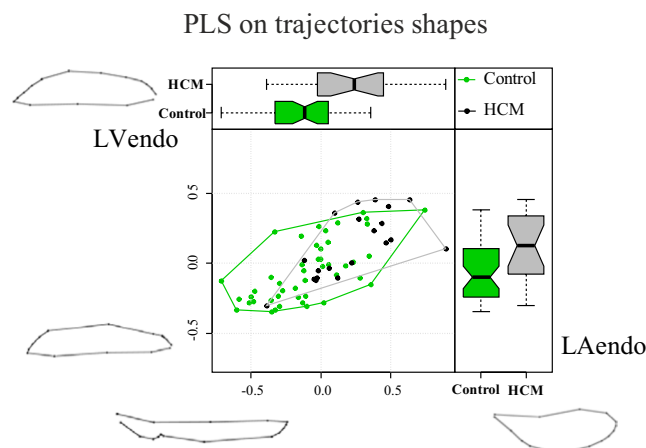 PLS on trajectories shapes
HCM
Control
Control
HCM
LVendo
0.5
0.0
-0.5
LAendo
-0.5 0.0 0.5
Control HCM